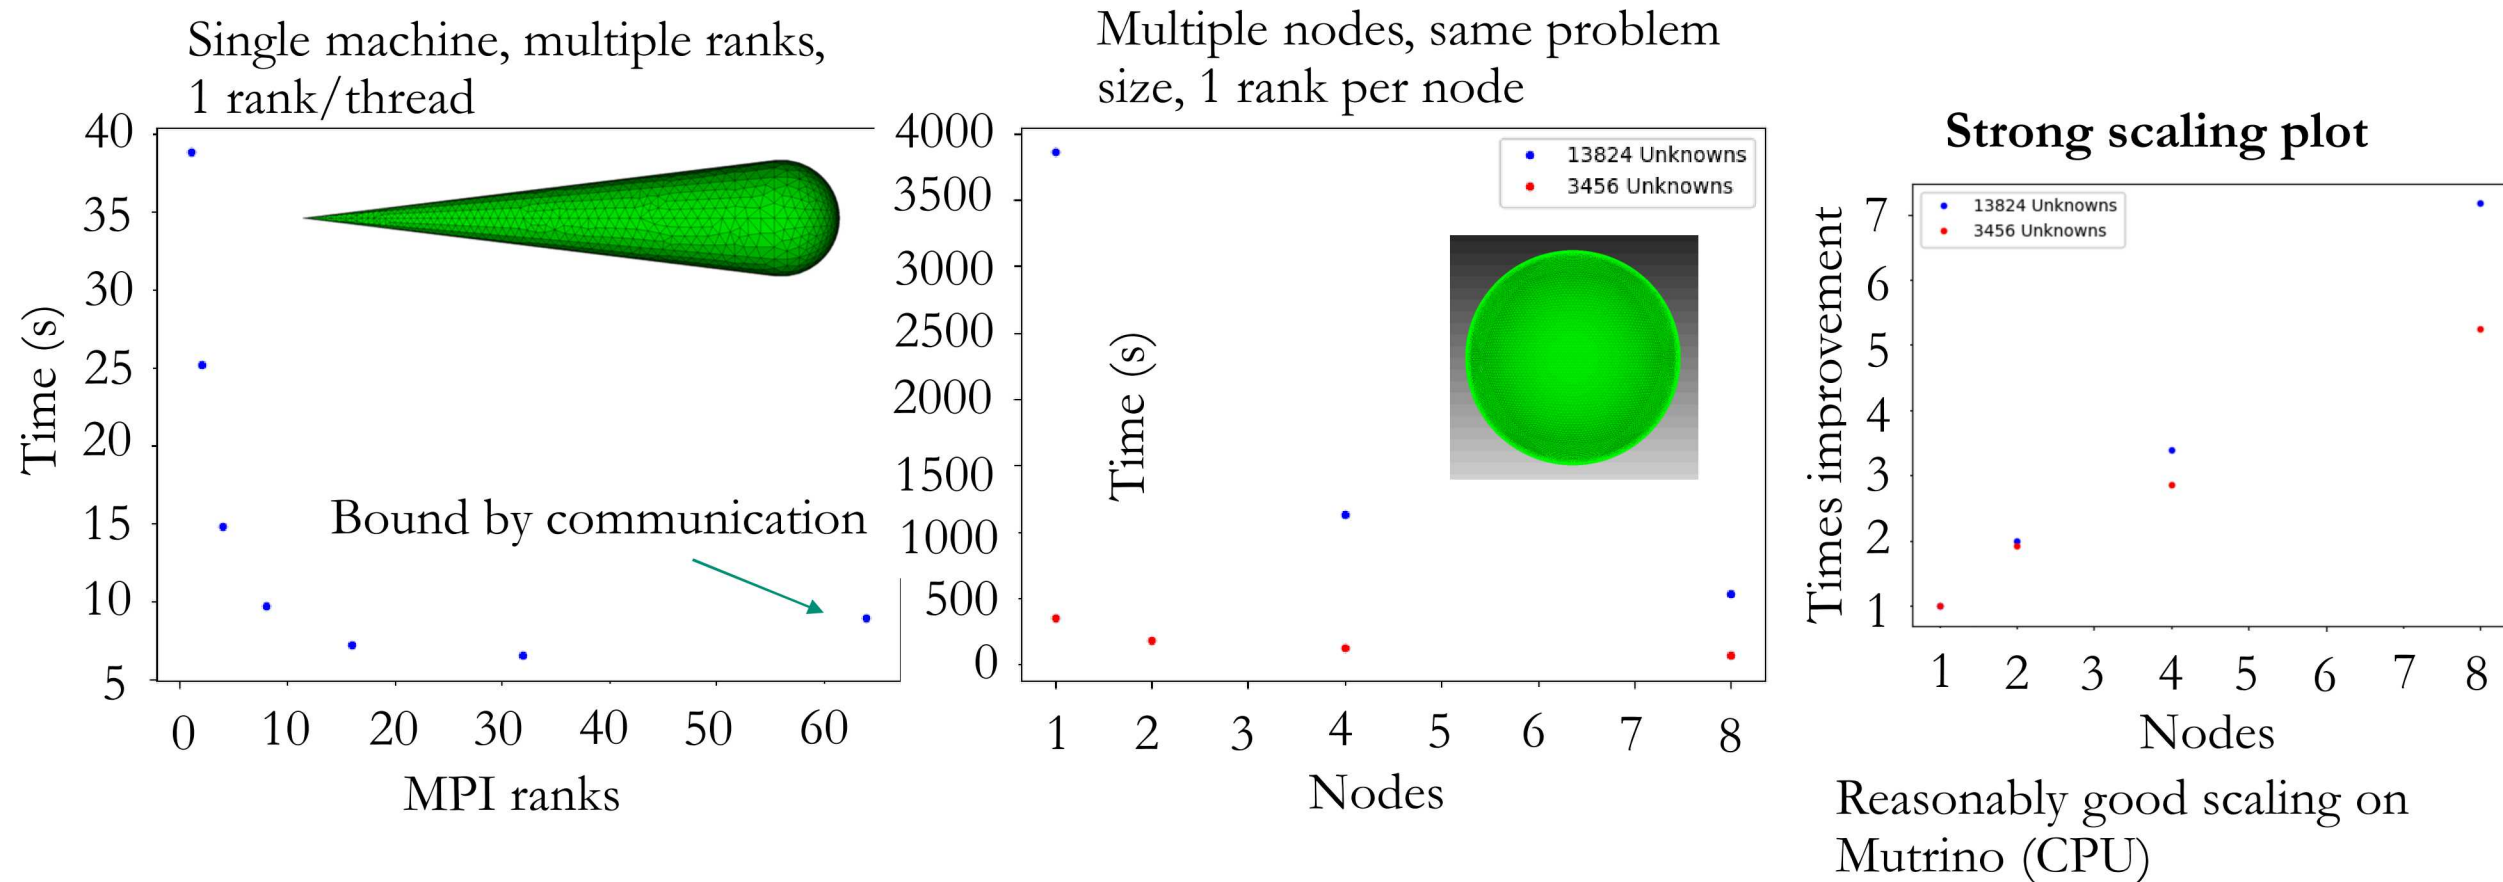 Single machine, multiple ranks,
1 rank/thread
40
35
30
25
20
15
10
5
Time (s)
Bound by communication
0 10 20 30 40 50 60
MPI ranks
Multiple nodes, same problem
size, 1 rank per node
4000
3500
3000
2500
2000
1500
1000
500
0
Time (s)
13824 Unknowns
3456 Unknowns
1 2 3 4 5 6 7 8
Nodes
Strong scaling plot
13824 Unknowns
3456 Unknowns
7
6
5
4
3
2
1
Times improvement
1 2 3 4 5 6 7 8
Nodes
Reasonably good scaling on
Mutrino (CPU)